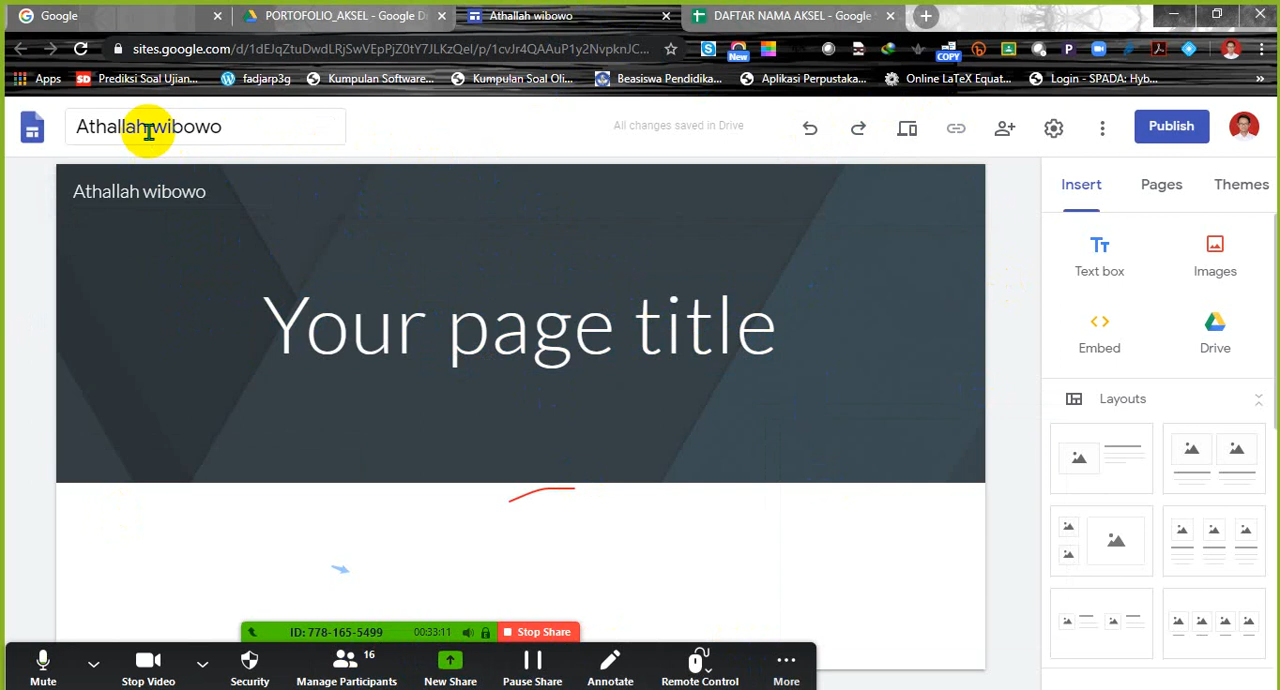 Google
PORTOFOLIO_AKSEL - Google D
Athallah wibowo
DAFTAR NAMA AKSEL - Google
sites.google.com/d/1dEJqZtuDwdLRjSwVEpPjZ0tY7JLKzQeI/p/1cvJr4QAAuP1y2NvpknJC...
New
COPY
Apps
Prediksi Soal Ujian...
fadjarp3g
Kumpulan Software...
Kumpulan Soal Oli...
Beasiswa Pendidika...
Aplikasi Perpustaka...
Online LaTeX Equat...
Login - SPADA: Hyb...
»
Athallah wibowo
All changes saved in Drive
Publish
Athallah wibowo
Your page title
Insert
Pages
Themes
Text box
Images
Embed
Drive
Layouts
ID: 778-165-5499
00:33:11
Stop Share
16
Mute
Stop Video
Security
Manage Participants
New Share
Pause Share
Annotate
Remote Control
More